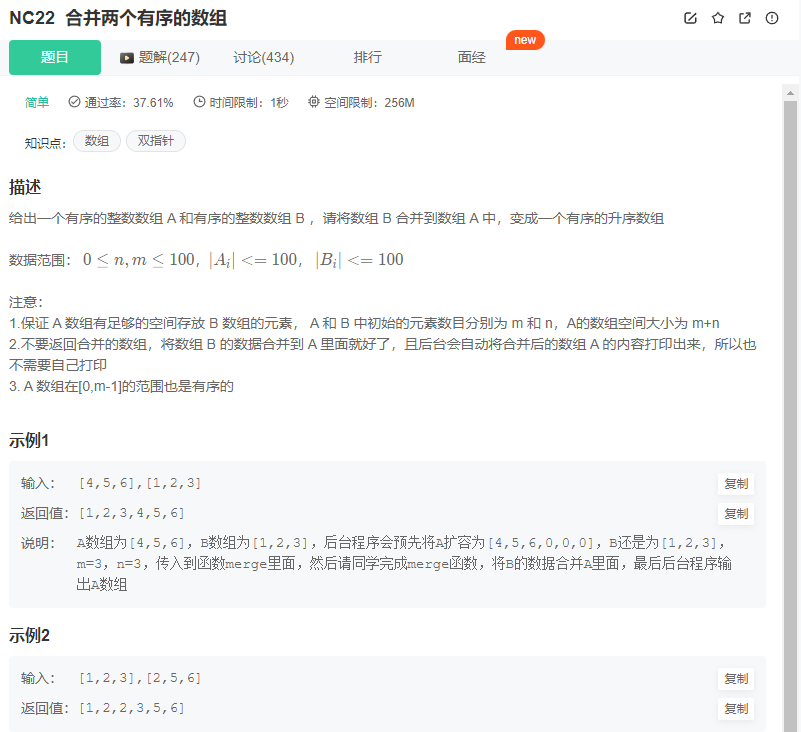 NC22 合并两个有序的数组
new
题目 题解(247) 讨论(434) 排行 面经
简单 通过率: 37.61% 时间限制: 1秒 空间限制: 256M
知识点: 数组 双指针
描述
给出一个有序的整数数组 A 和有序的整数数组 B ，请将数组 B 合并到数组 A 中，变成一个有序的升序数组
数据范围: 0 ≤ n, m ≤ 100, |A_i| <= 100, |B_i| <= 100
注意:
1.保证 A 数组有足够的空间存放 B 数组的元素， A 和 B 中初始的元素数目分别为 m 和 n，A的数组空间大小为 m+n
2.不要返回合并的数组，将数组 B 的数据合并到 A 里面就好了，且后台会自动将合并后的数组 A 的内容打印出来，所以也
不需要自己打印
3. A 数组在[0,m-1]的范围也是有序的
示例1
输入: [4,5,6],[1,2,3] 复制
返回值: [1,2,3,4,5,6] 复制
说明: A数组为[4,5,6]，B数组为[1,2,3]，后台程序会预先将A扩容为[4,5,6,0,0,0]，B还是为[1,2,3]，
m=3，n=3，传入到函数merge里面，然后请同学完成merge函数，将B的数据合并A里面，最后后台程序输
出A数组
示例2
输入: [1,2,3],[2,5,6] 复制
返回值: [1,2,2,3,5,6] 复制